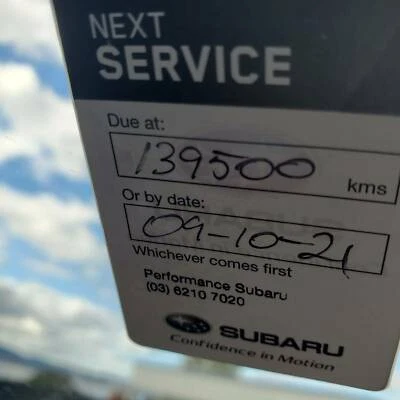 NEXT
SERVICE
Due at:
139500
kms
Or by date:
09-10-21
Whichever comes first
Performance Subaru
(03) 6210 7020
SUBARU
Confidence in Motion